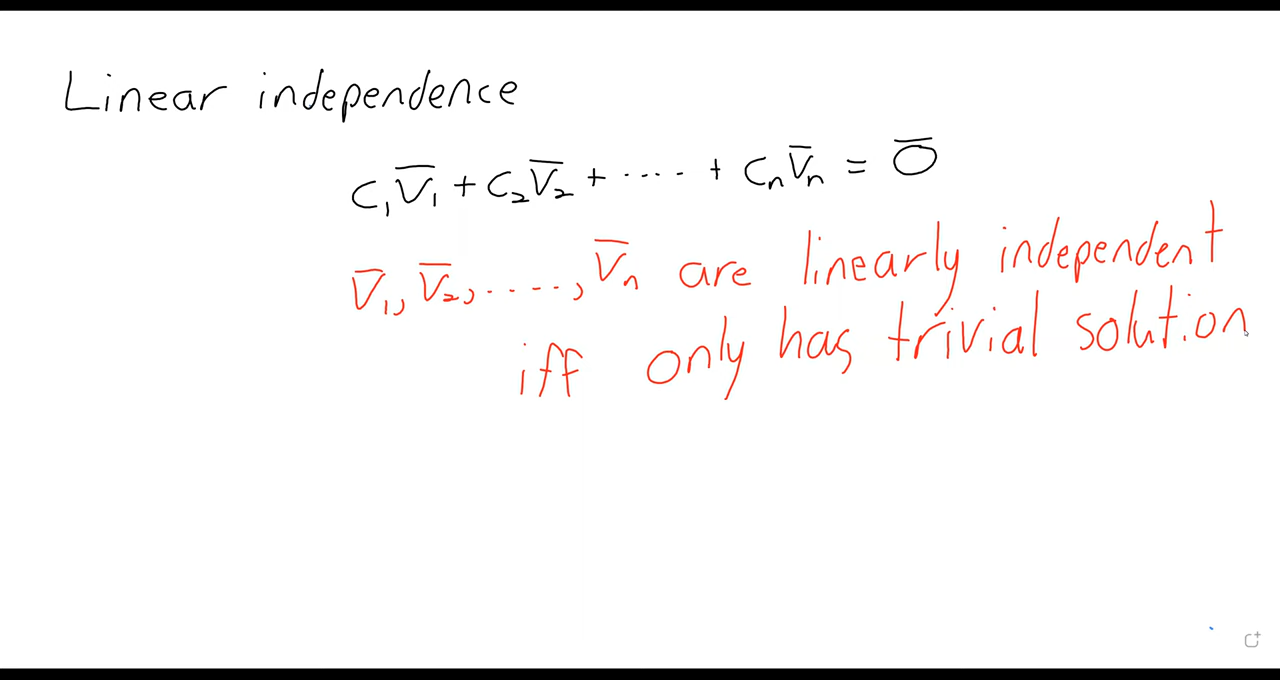 Linear independence
c₁v̅₁ + c₂v̅₂ + ···· + cₙv̅ₙ = 0̅
v̅₁, v̅₂, ·····, v̅ₙ are linearly independent
iff only has trivial solution